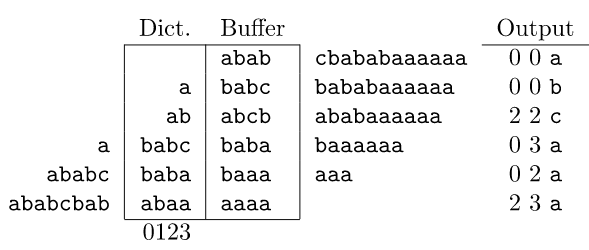 Dict. Buffer Output
abab cbababaaaaaa 0 0 a
a babc bababaaaaaa 0 0 b
ab abcb ababaaaaaa 2 2 c
a babc baba baaaaaa 0 3 a
ababc baba baaa aaa 0 2 a
ababcbab abaa aaaa 2 3 a
0123